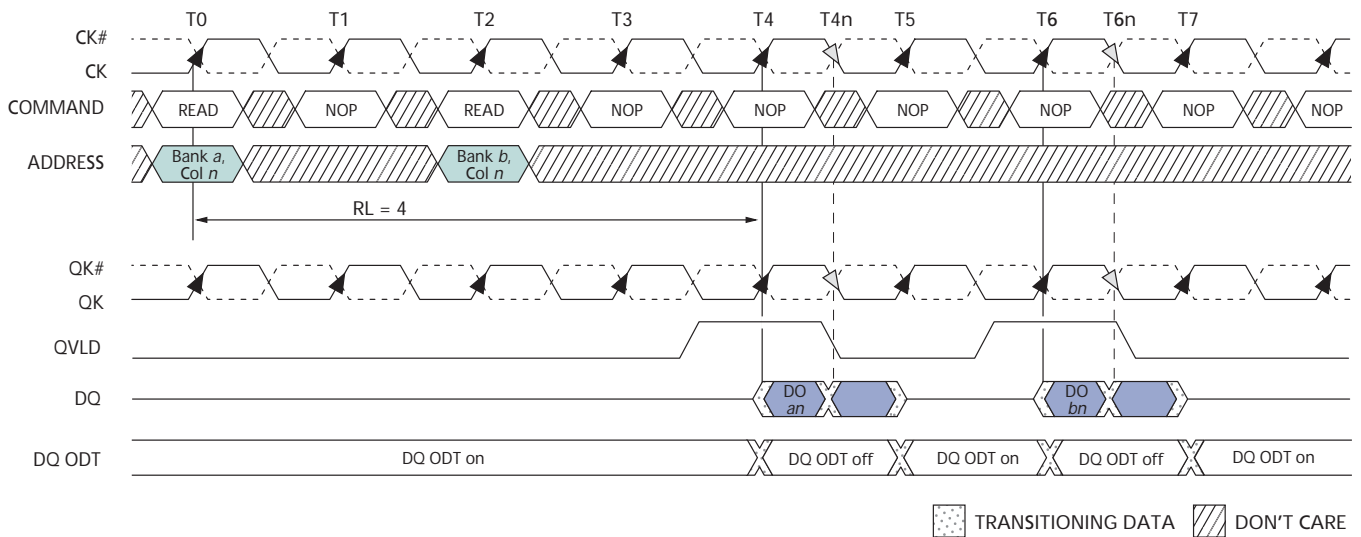 T0 T1 T2 T3 T4 T4n T5 T6 T6n T7
CK#
CK
COMMAND READ NOP READ NOP NOP NOP NOP NOP NOP
ADDRESS Bank a, Col n Bank b, Col n
RL = 4
QK#
QK
QVLD
DQ DO an DO bn
DQ ODT DQ ODT on DQ ODT off DQ ODT on DQ ODT off DQ ODT on
TRANSITIONING DATA DON'T CARE